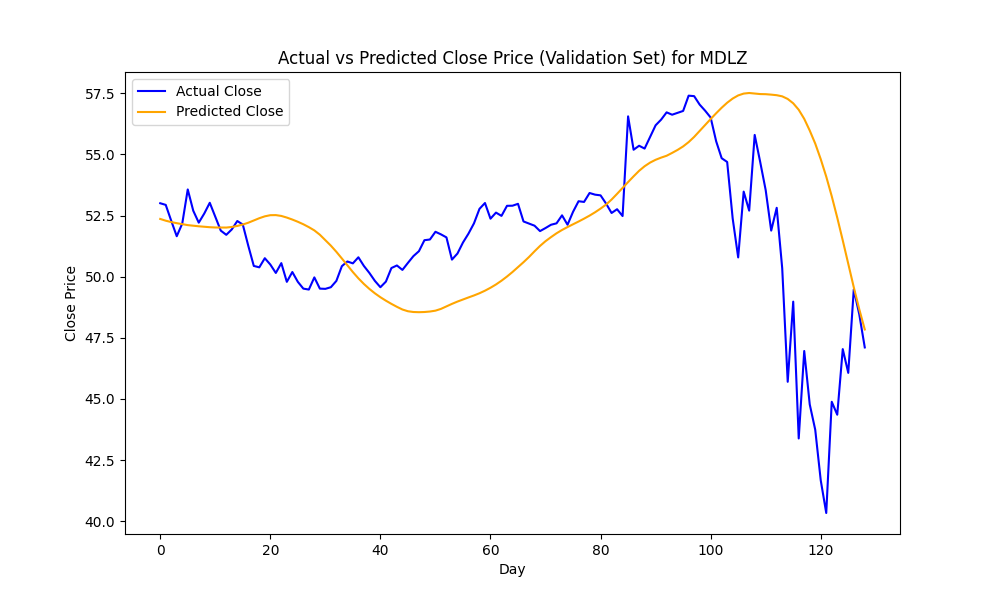 Actual vs Predicted Close Price (Validation Set) for MDLZ
Actual Close
Predicted Close
57.5
55.0
52.5
50.0
47.5
45.0
42.5
40.0
Close Price
0 20 40 60 80 100 120
Day